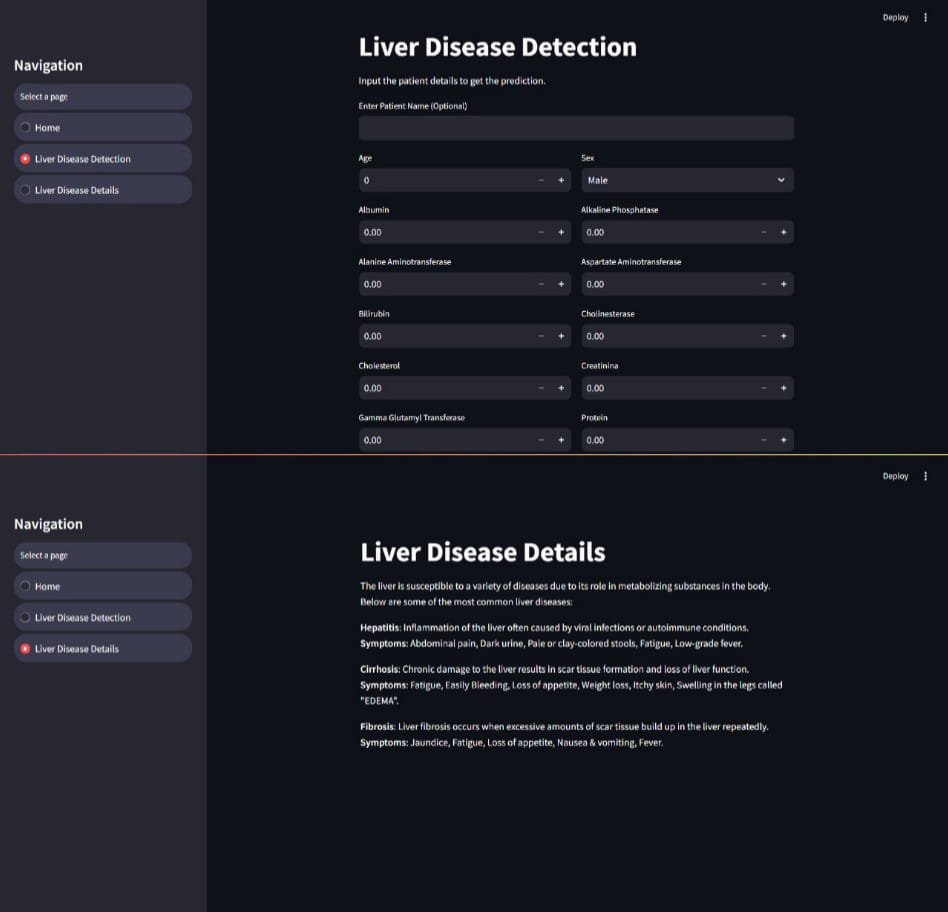 Deploy
Navigation
Select a page
Home
Liver Disease Detection
Liver Disease Details
Liver Disease Detection
Input the patient details to get the prediction.
Enter Patient Name (Optional)
Age Sex
0 - + Male
Albumin Alkaline Phosphatase
0.00 - + 0.00 - +
Alanine Aminotransferase Aspartate Aminotransferase
0.00 - + 0.00 - +
Bilirubin Cholinesterase
0.00 - + 0.00 - +
Cholesterol Creatinina
0.00 - + 0.00 - +
Gamma Glutamyl Transferase Protein
0.00 - + 0.00 - +
Deploy
Navigation
Select a page
Home
Liver Disease Detection
Liver Disease Details
Liver Disease Details
The liver is susceptible to a variety of diseases due to its role in metabolizing substances in the body.
Below are some of the most common liver diseases:
Hepatitis: Inflammation of the liver often caused by viral infections or autoimmune conditions.
Symptoms: Abdominal pain, Dark urine, Pale or clay-colored stools, Fatigue, Low-grade fever.
Cirrhosis: Chronic damage to the liver results in scar tissue formation and loss of liver function.
Symptoms: Fatigue, Easily Bleeding, Loss of appetite, Weight loss, Itchy skin, Swelling in the legs called
"EDEMA".
Fibrosis: Liver fibrosis occurs when excessive amounts of scar tissue build up in the liver repeatedly.
Symptoms: Jaundice, Fatigue, Loss of appetite, Nausea & vomiting, Fever.